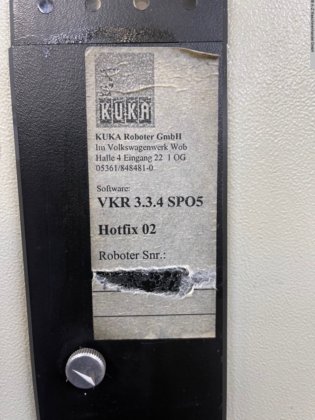 KUKA
KUKA Roboter GmbH
Im Volkswagenwerk Wob
Halle 4 Eingang 22 1 OG
05361/848481-0
Software:
VKR 3.3.4 SPO5
Hotfix 02
Roboter Snr.: